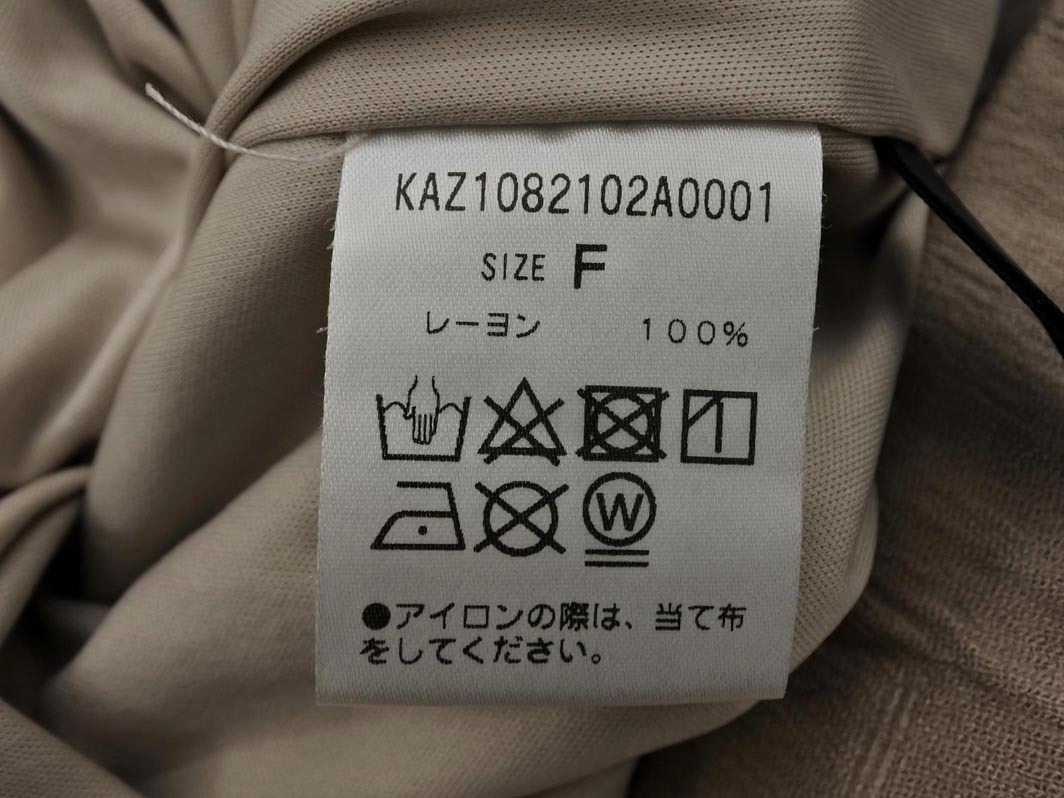 KAZ1082102A0001
SIZE F
レーヨン 100%
W
●アイロンの際は、当て布
をしてください。